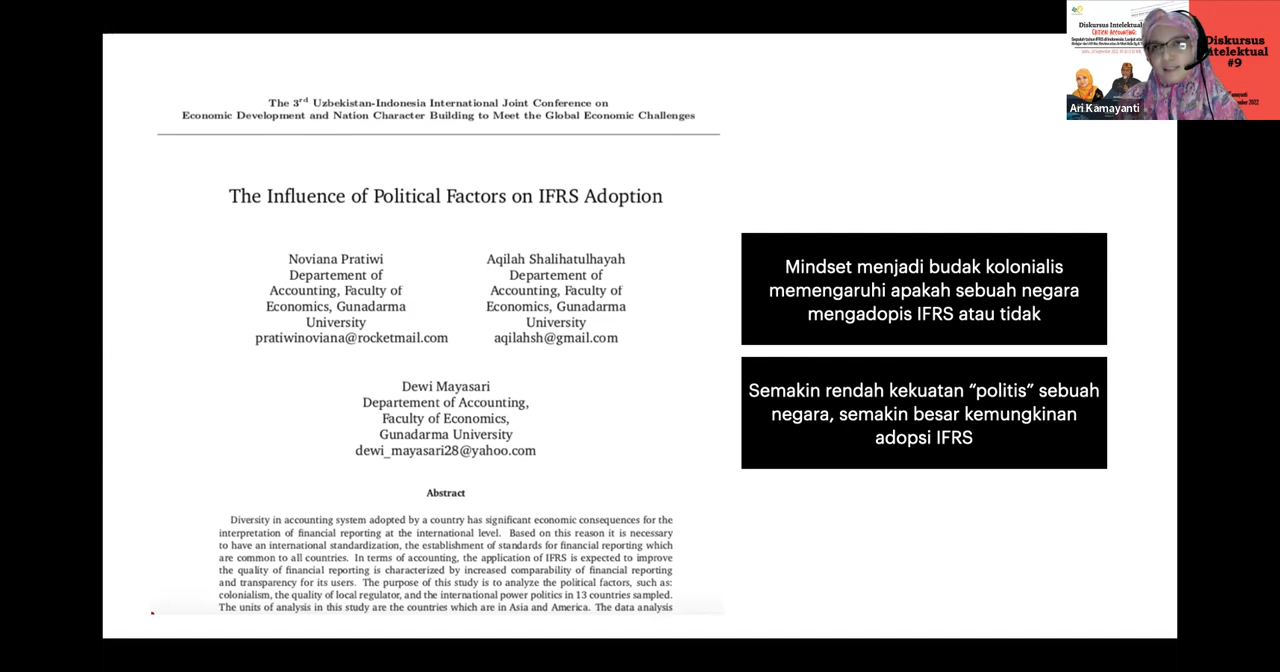 The 3rd Uzbekistan-Indonesia International Joint Conference on
Economic Development and Nation Character Building to Meet the Global Economic Challenges
The Influence of Political Factors on IFRS Adoption
Noviana Pratiwi
Departement of
Accounting, Faculty of
Economics, Gunadarma
University
pratiwinoviana@rocketmail.com
Aqilah Shalihatulhayah
Departement of
Accounting, Faculty of
Economics, Gunadarma
University
aqilahsh@gmail.com
Dewi Mayasari
Departement of Accounting,
Faculty of Economics,
Gunadarma University
dewi_mayasari28@yahoo.com
Abstract
Diversity in accounting system adopted by a country has significant economic consequences for the
interpretation of financial reporting at the international level. Based on this reason it is necessary
to have an international standardization, the establishment of standards for financial reporting which
are common to all countries. In terms of accounting, the application of IFRS is expected to improve
the quality of financial reporting is characterized by increased comparability of financial reporting
and transparency for its users. The purpose of this study is to analyze the political factors, such as:
colonialism, the quality of local regulator, and the international power politics in 13 countries sampled.
The units of analysis in this study are the countries which are in Asia and America. The data analysis
Mindset menjadi budak kolonialis
memengaruhi apakah sebuah negara
mengadopis IFRS atau tidak
Semakin rendah kekuatan “politis” sebuah
negara, semakin besar kemungkinan
adopsi IFRS
Diskursus Intelektual
Critical Accounting:
Diskursus
Intelektual
#9
Ari Kamayanti